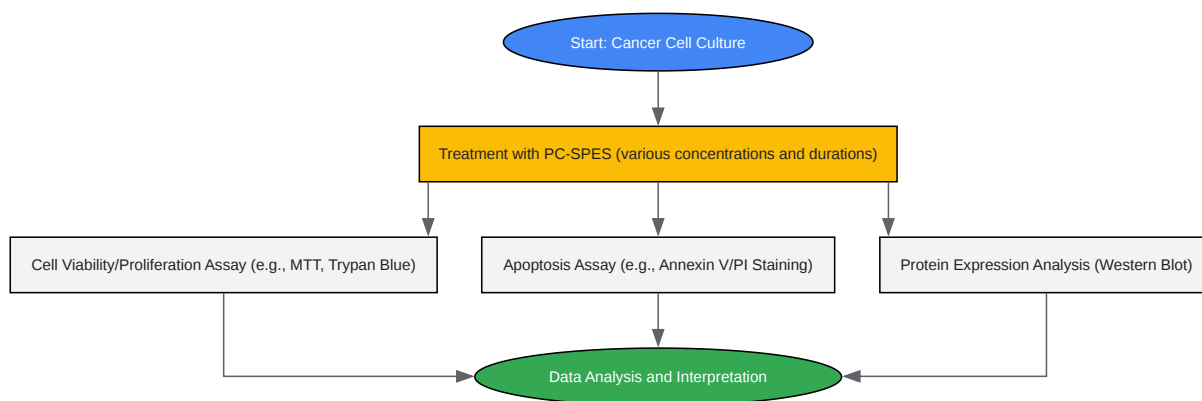 Start: Cancer Cell Culture
Treatment with PC-SPES (various concentrations and durations)
Cell Viability/Proliferation Assay (e.g., MTT, Trypan Blue)
Apoptosis Assay (e.g., Annexin V/PI Staining)
Protein Expression Analysis (Western Blot)
Data Analysis and Interpretation